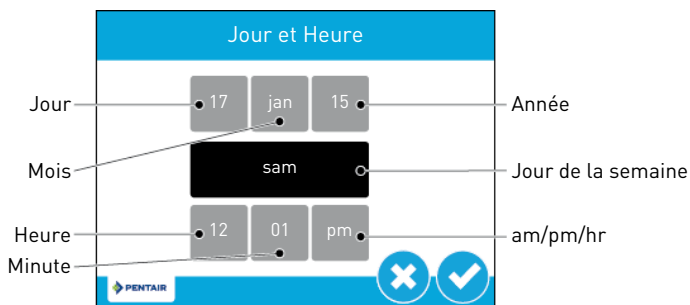 Jour et Heure
Jour 17 jan 15 Année
Mois sam Jour de la semaine
Heure 12 01 pm am/pm/hr
Minute
PENTAIR